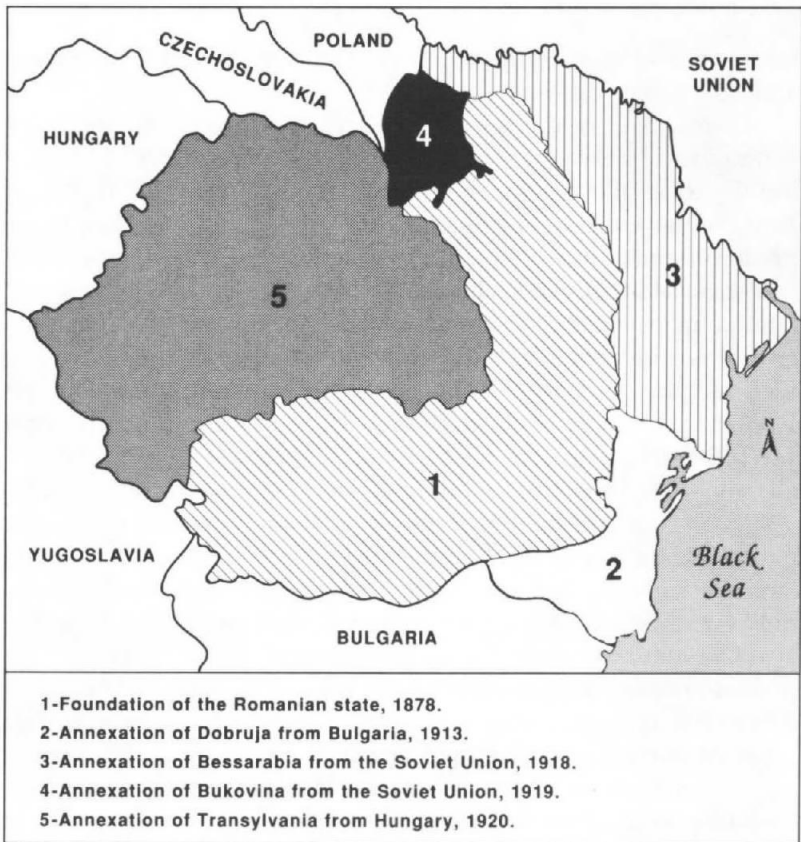 POLAND
CZECHOSLOVAKIA
SOVIET
UNION
HUNGARY
4
3
5
N
1
YUGOSLAVIA
2
Black
Sea
BULGARIA
1-Foundation of the Romanian state, 1878.
2-Annexation of Dobruja from Bulgaria, 1913.
3-Annexation of Bessarabia from the Soviet Union, 1918.
4-Annexation of Bukovina from the Soviet Union, 1919.
5-Annexation of Transylvania from Hungary, 1920.